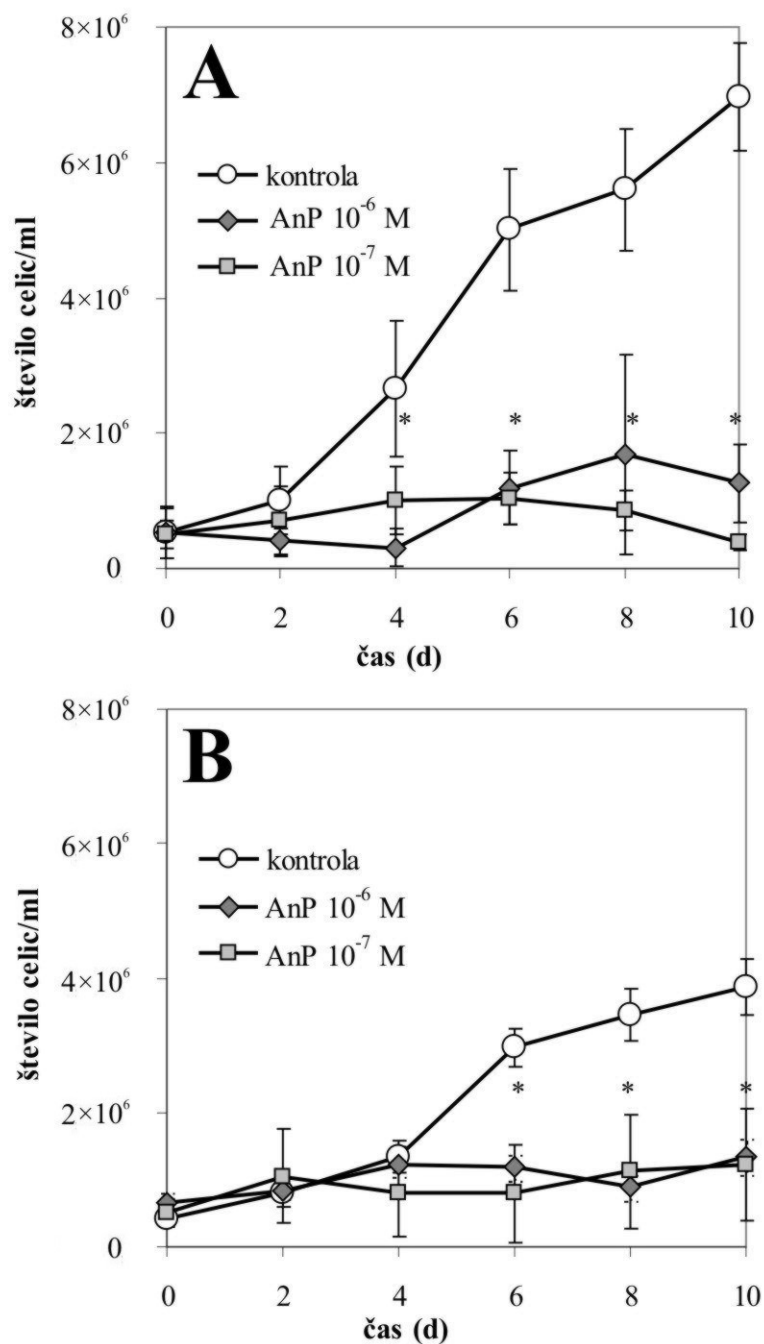 A
8×10⁶
6×10⁶
4×10⁶
2×10⁶
0
število celic/ml
kontrola
AnP 10⁻⁶ M
AnP 10⁻⁷ M
* * * *
0 2 4 6 8 10
čas (d)
B
8×10⁶
6×10⁶
4×10⁶
2×10⁶
0
število celic/ml
kontrola
AnP 10⁻⁶ M
AnP 10⁻⁷ M
* * *
0 2 4 6 8 10
čas (d)